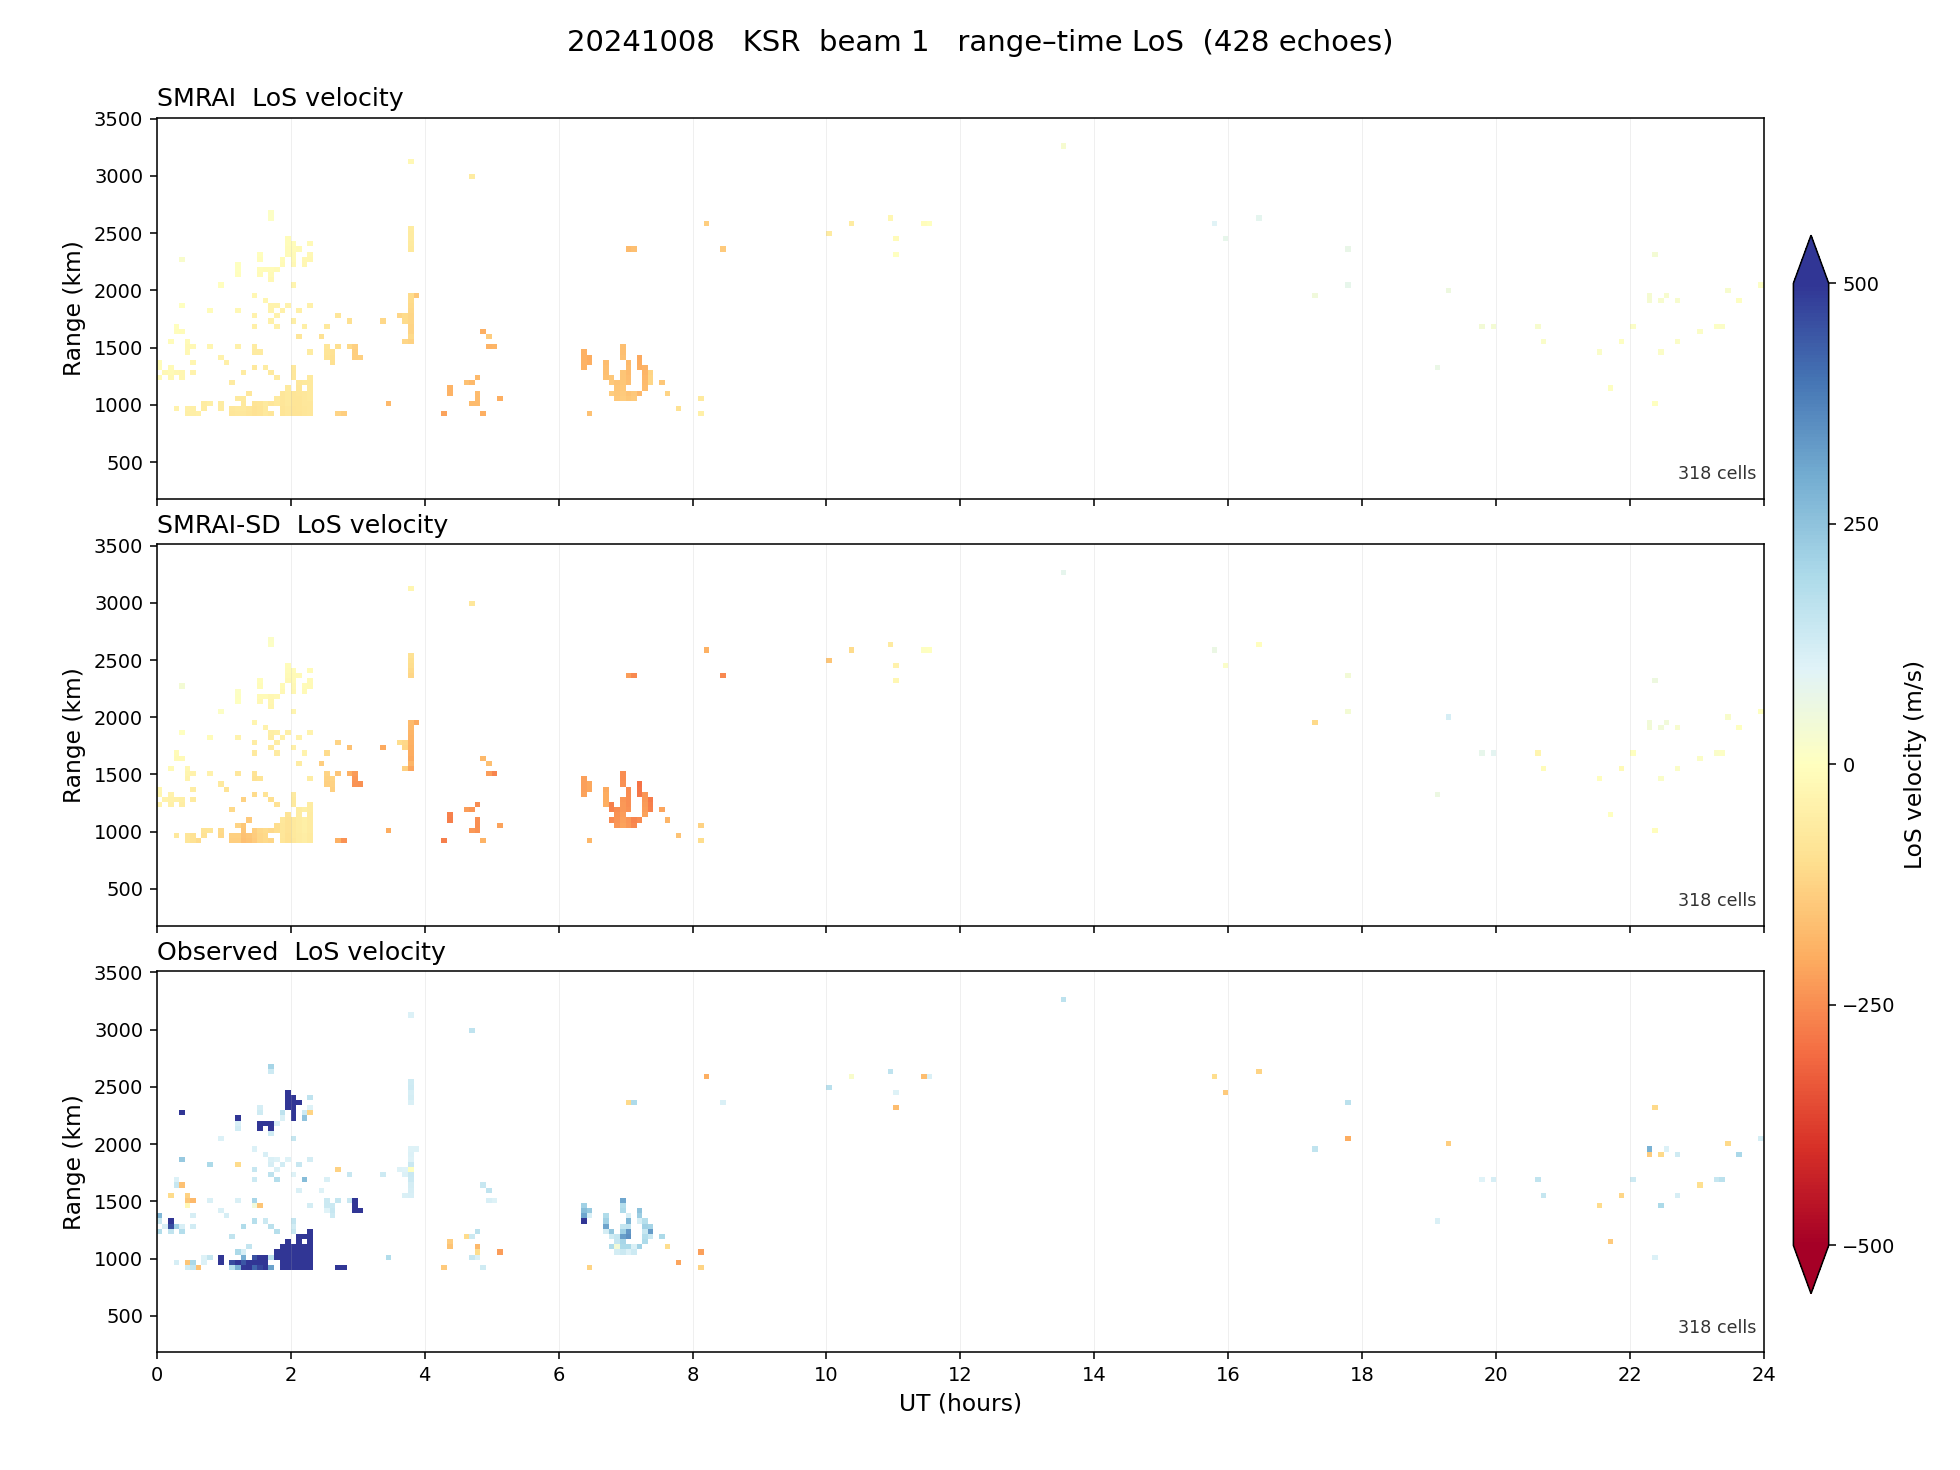 20241008   KSR  beam 1   range–time LoS  (428 echoes)
SMRAI  LoS velocity
3500
3000
2500
2000
1500
1000
500
Range (km)
318 cells
SMRAI-SD  LoS velocity
3500
3000
2500
2000
1500
1000
500
Range (km)
318 cells
Observed  LoS velocity
3500
3000
2500
2000
1500
1000
500
Range (km)
318 cells
0 2 4 6 8 10 12 14 16 18 20 22 24
UT (hours)
500
250
0
−250
−500
LoS velocity (m/s)